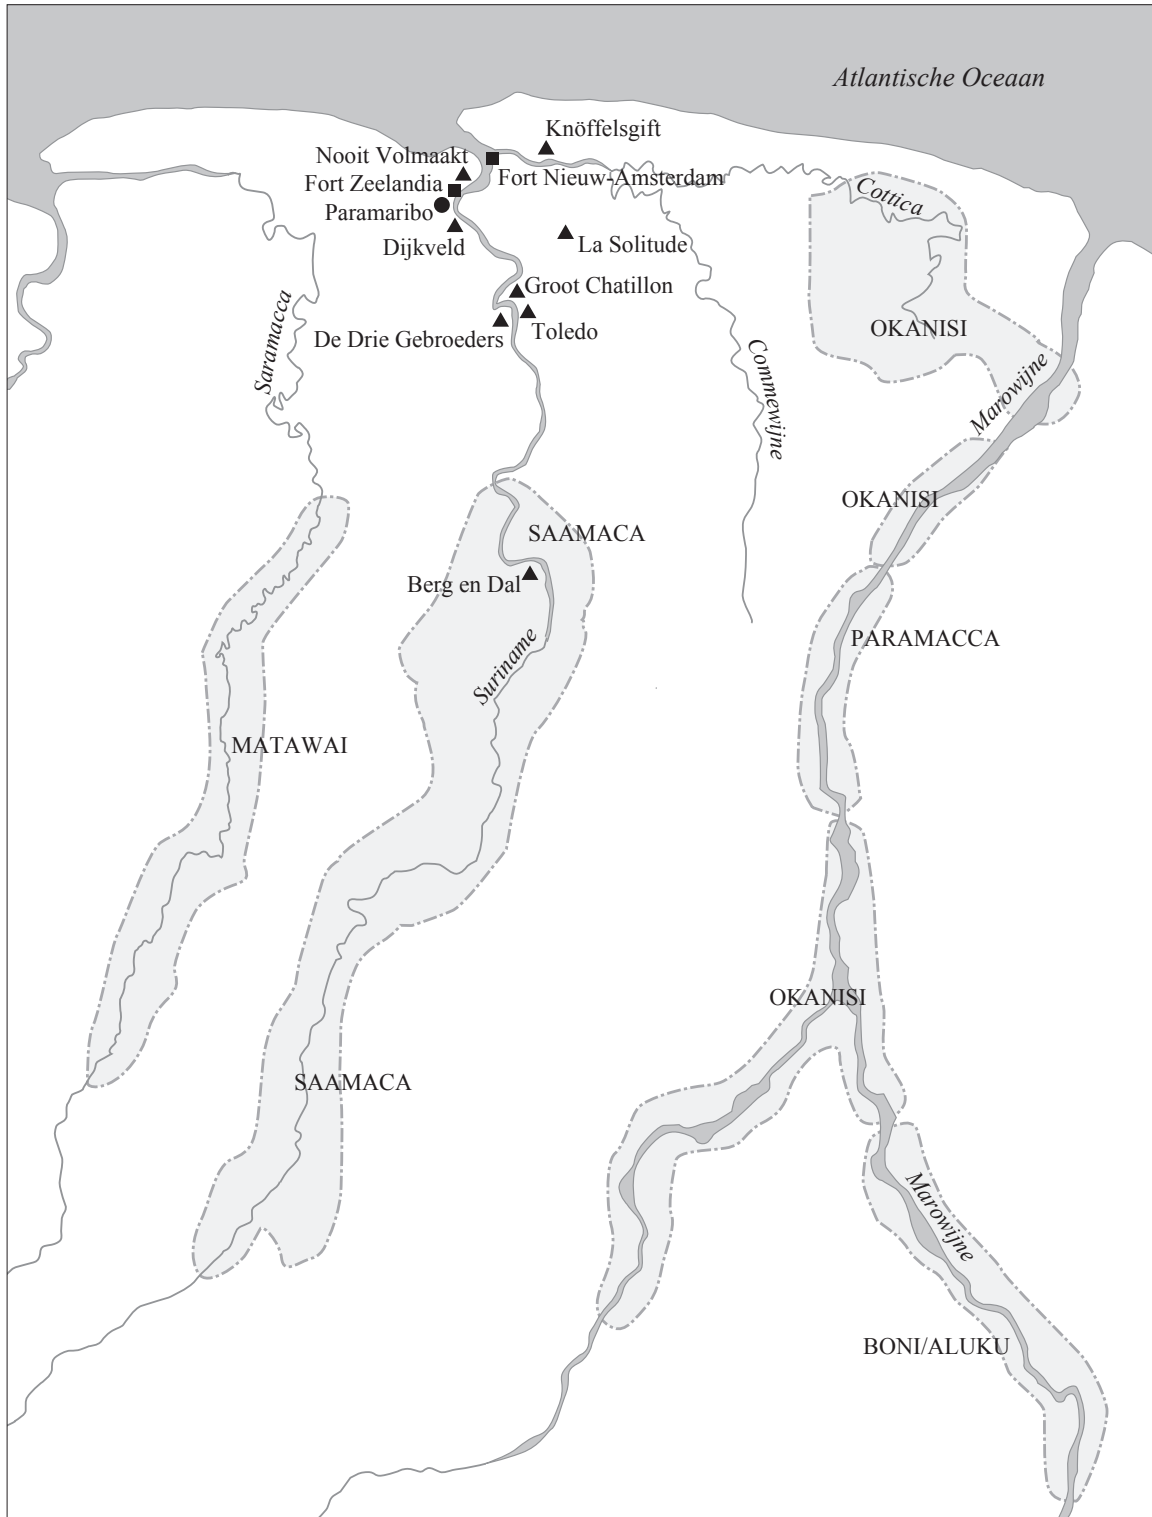 Atlantische Oceaan
Knöffelsgift
Nooit Volmaakt
Fort Nieuw-Amsterdam
Fort Zeelandia
Paramaribo
Cottica
Dijkveld
La Solitude
Groot Chatillon
Saramacca
De Drie Gebroeders
Toledo
OKANISI
Commewijne
Marowijne
OKANISI
SAAMACA
Berg en Dal
PARAMACCA
Suriname
MATAWAI
OKANISI
SAAMACA
Marowijne
BONI/ALUKU